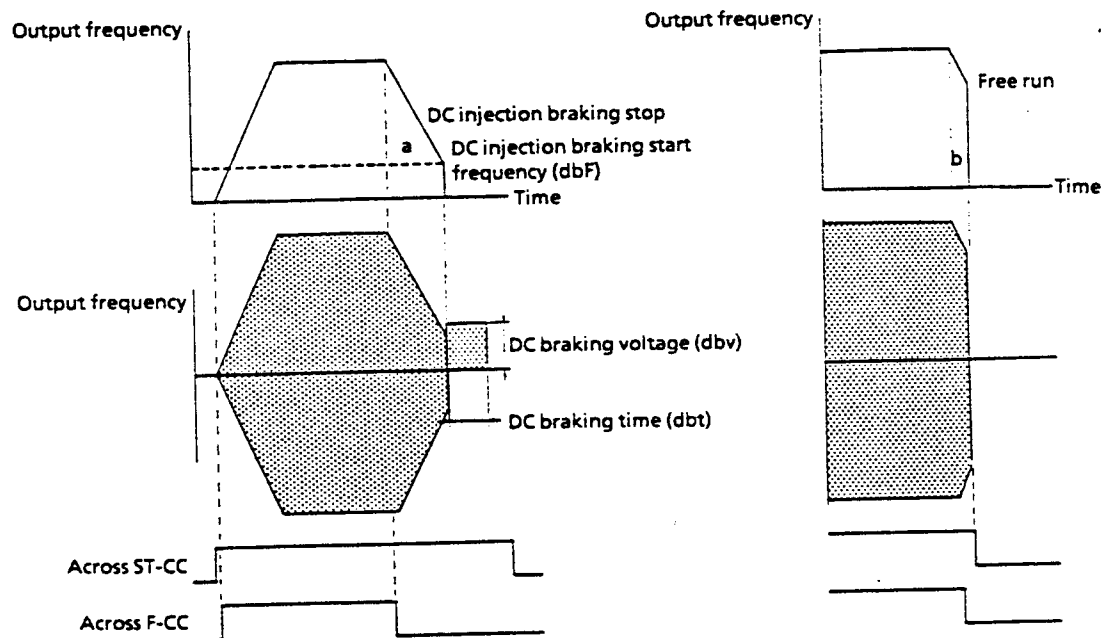 Output frequency
DC injection braking stop
a
DC injection braking start
frequency (dbF)
Time
Output frequency
DC braking voltage (dbv)
DC braking time (dbt)
Across ST-CC
Across F-CC
Output frequency
Free run
b
Time